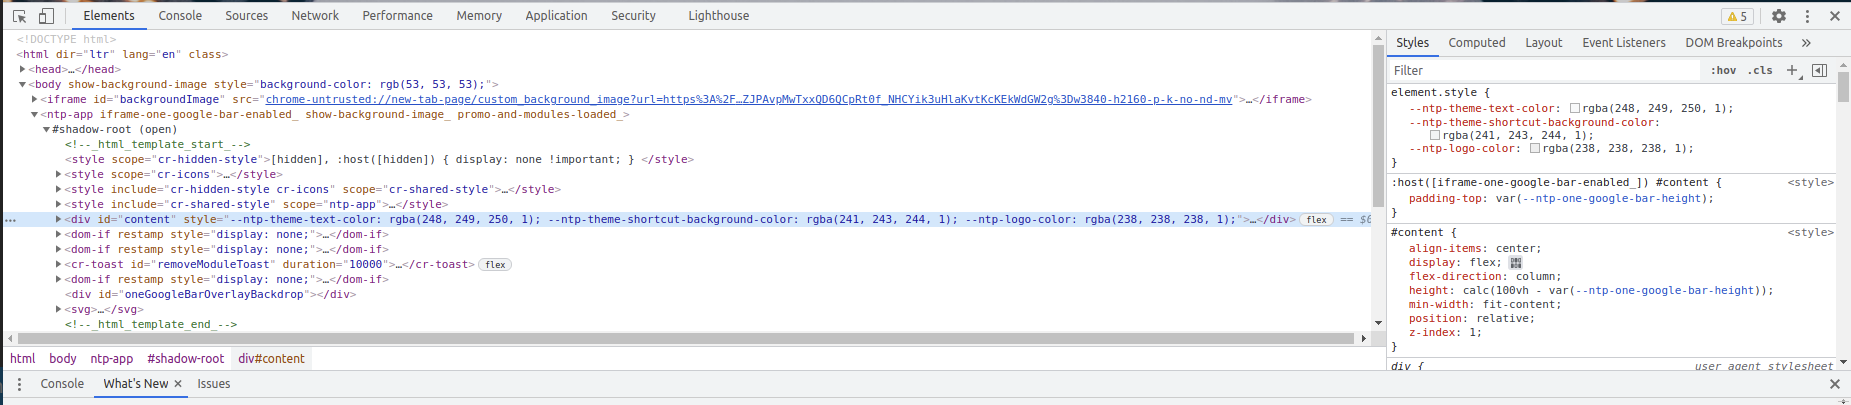 Elements Console Sources Network Performance Memory Application Security Lighthouse 5
<!DOCTYPE html>
<html dir="ltr" lang="en" class>
<head>…</head>
<body show-background-image style="background-color: rgb(53, 53, 53);">
<iframe id="backgroundImage" src="chrome-untrusted://new-tab-page/custom_background_image?url=https%3A%2F…ZJPAvpMwTxxQD6QCpRt0f_NHCYik3uHlaKvtKcKEkWdGW2g%3Dw3840-h2160-p-k-no-nd-mv">…</iframe>
<ntp-app iframe-one-google-bar-enabled_ show-background-image_ promo-and-modules-loaded_>
#shadow-root (open)
<!--_html_template_start_-->
<style scope="cr-hidden-style">[hidden], :host([hidden]) { display: none !important; } </style>
<style scope="cr-icons">…</style>
<style include="cr-hidden-style cr-icons" scope="cr-shared-style">…</style>
<style include="cr-shared-style" scope="ntp-app">…</style>
<div id="content" style="--ntp-theme-text-color: rgba(248, 249, 250, 1); --ntp-theme-shortcut-background-color: rgba(241, 243, 244, 1); --ntp-logo-color: rgba(238, 238, 238, 1);">…</div> flex == $
<dom-if restamp style="display: none;">…</dom-if>
<dom-if restamp style="display: none;">…</dom-if>
<cr-toast id="removeModuleToast" duration="10000">…</cr-toast> flex
<dom-if restamp style="display: none;">…</dom-if>
<div id="oneGoogleBarOverlayBackdrop"></div>
<svg>…</svg>
<!--_html_template_end_-->
html body ntp-app #shadow-root div#content
Styles Computed Layout Event Listeners DOM Breakpoints »
Filter :hov .cls +
element.style {
--ntp-theme-text-color: rgba(248, 249, 250, 1);
--ntp-theme-shortcut-background-color:
rgba(241, 243, 244, 1);
--ntp-logo-color: rgba(238, 238, 238, 1);
}
:host([iframe-one-google-bar-enabled_]) #content { <style>
padding-top: var(--ntp-one-google-bar-height);
}
#content { <style>
align-items: center;
display: flex;
flex-direction: column;
height: calc(100vh - var(--ntp-one-google-bar-height));
min-width: fit-content;
position: relative;
z-index: 1;
}
div { user agent stylesheet
Console What's New × Issues